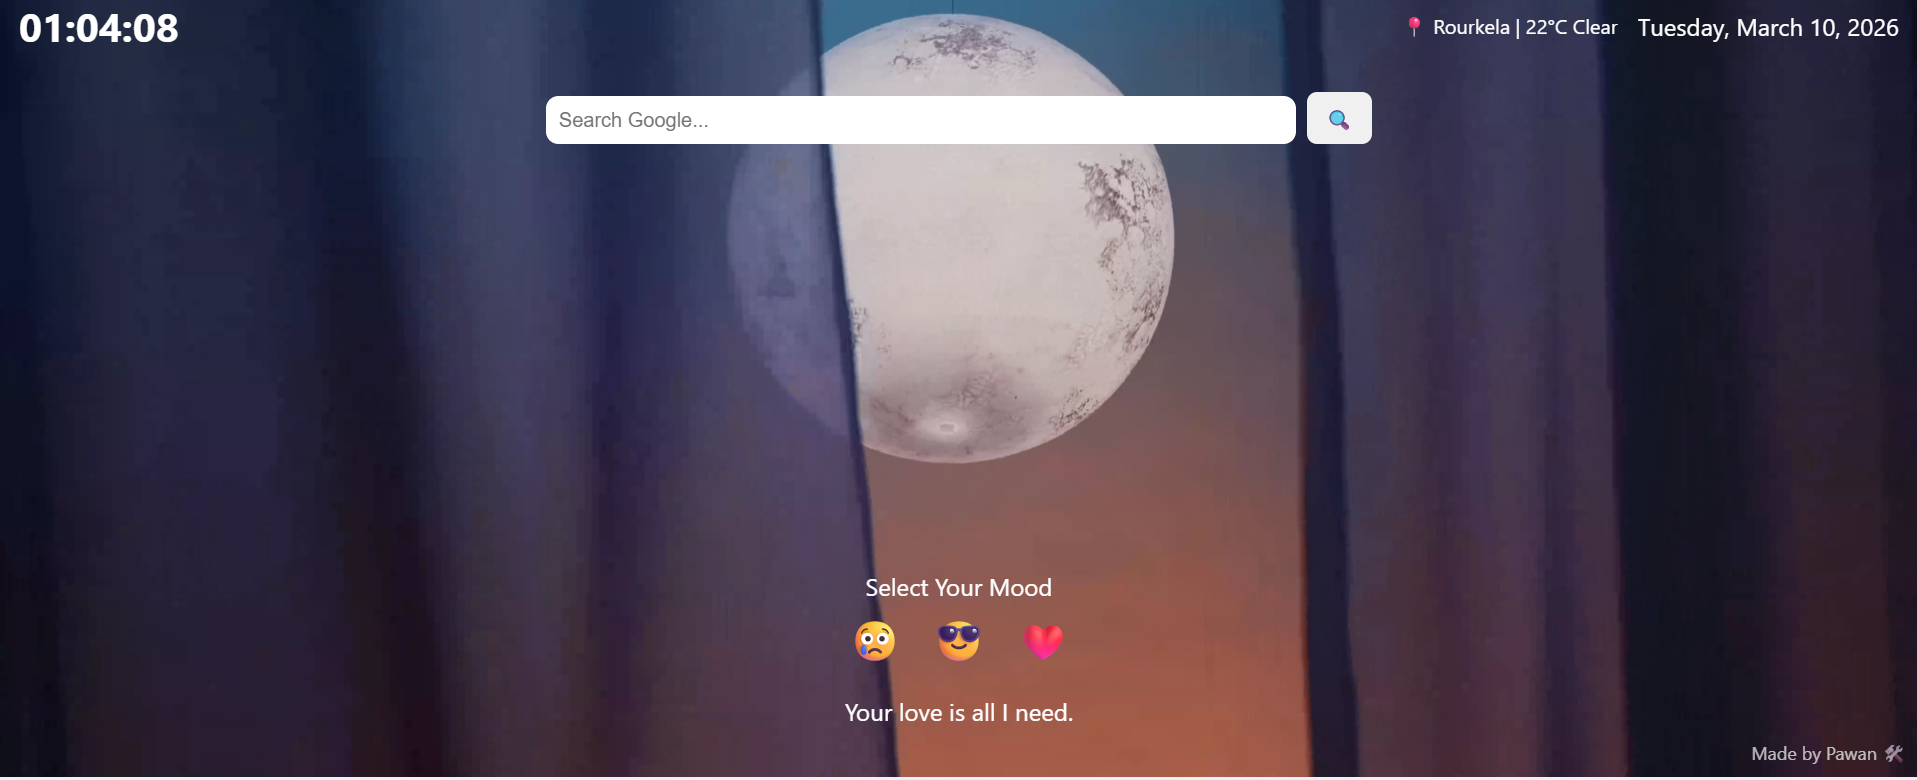 01:04:08
📍 Rourkela | 22°C Clear
Tuesday, March 10, 2026
Search Google...
Select Your Mood
Your love is all I need.
Made by Pawan 🛠